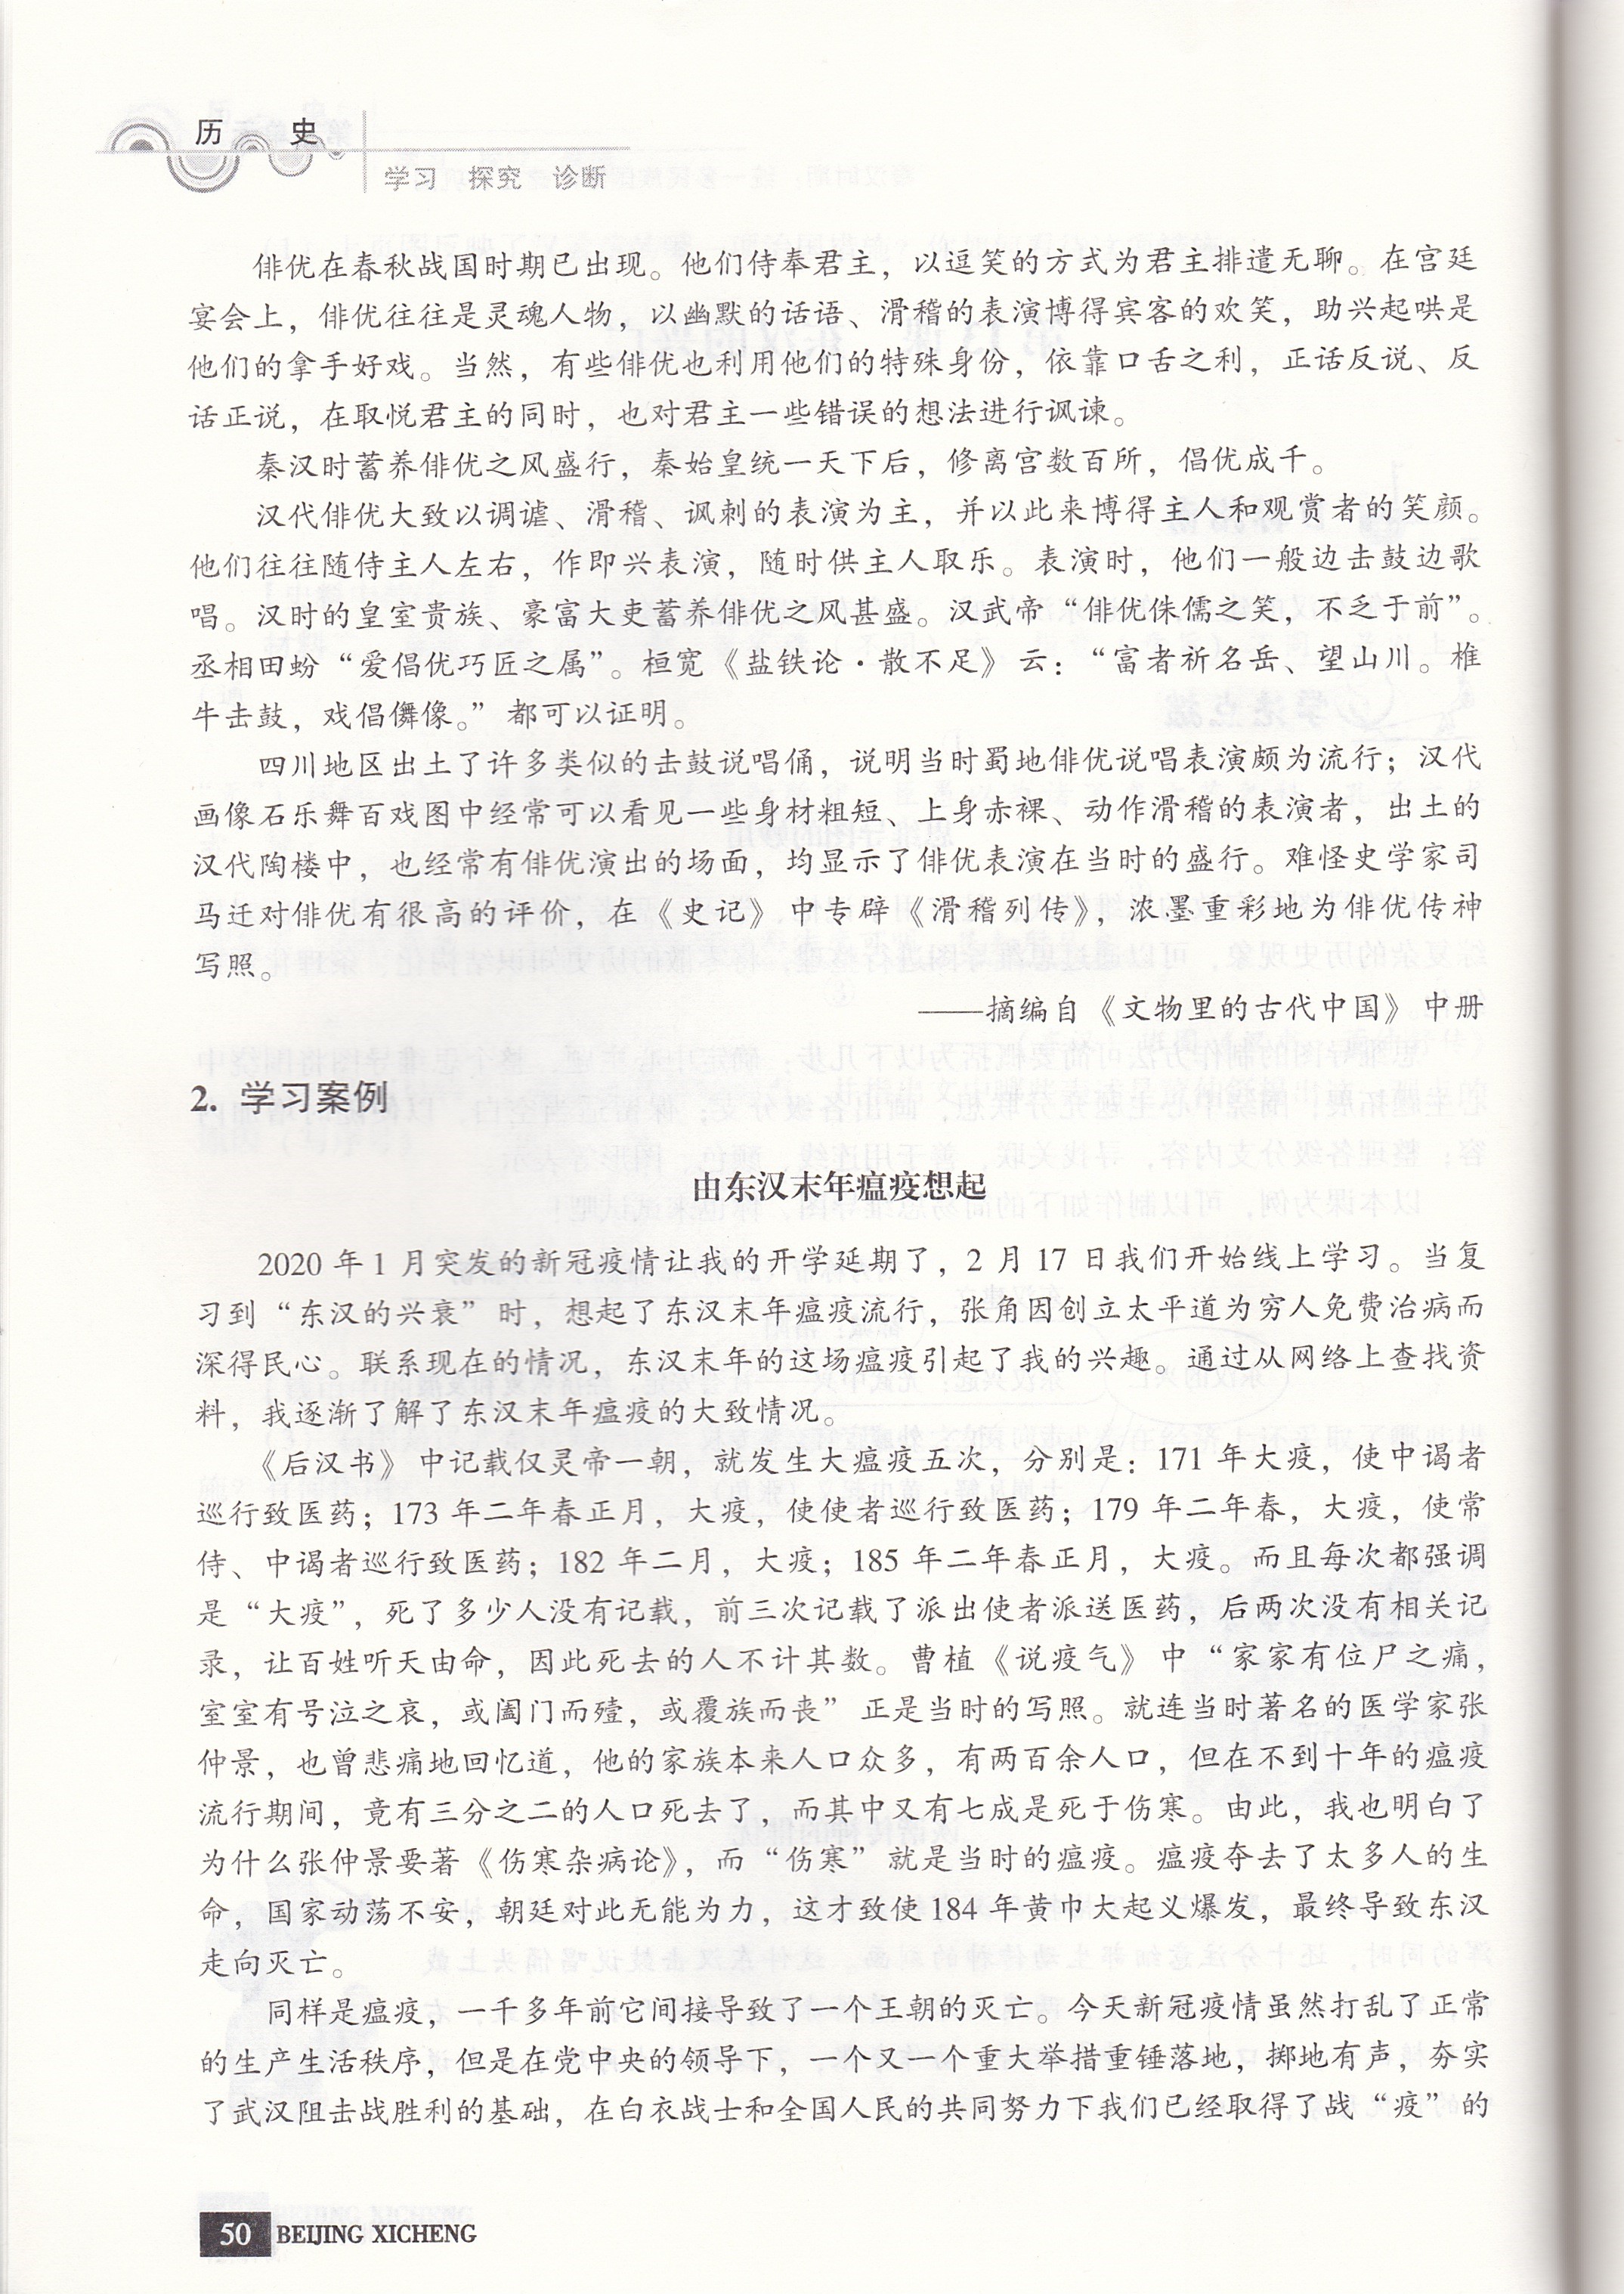 历 史
学习 探究 诊断
俳优在春秋战国时期已出现。他们侍奉君主，以逗笑的方式为君主排遣无聊。在宫廷
宴会上，俳优往往是灵魂人物，以幽默的话语、滑稽的表演博得宾客的欢笑，助兴起哄是
他们的拿手好戏。当然，有些俳优也利用他们的特殊身份，依靠口舌之利，正话反说、反
话正说，在取悦君主的同时，也对君主一些错误的想法进行讽谏。
秦汉时蓄养俳优之风盛行，秦始皇统一天下后，修离宫数百所，倡优成千。
汉代俳优大致以调谑、滑稽、讽刺的表演为主，并以此来博得主人和观赏者的笑颜。
他们往往随侍主人左右，作即兴表演，随时供主人取乐。表演时，他们一般边击鼓边歌
唱。汉时的皇室贵族、豪富大吏蓄养俳优之风甚盛。汉武帝“俳优侏儒之笑，不乏于前”。
丞相田蚡“爱倡优巧匠之属”。桓宽《盐铁论·散不足》云：“富者祈名岳、望山川。椎
牛击鼓，戏倡儛像。”都可以证明。
四川地区出土了许多类似的击鼓说唱俑，说明当时蜀地俳优说唱表演颇为流行；汉代
画像石乐舞百戏图中经常可以看见一些身材粗短、上身赤裸、动作滑稽的表演者，出土的
汉代陶楼中，也经常有俳优演出的场面，均显示了俳优表演在当时的盛行。难怪史学家司
马迁对俳优有很高的评价，在《史记》中专辟《滑稽列传》，浓墨重彩地为俳优传神
写照。
——摘编自《文物里的古代中国》中册
2. 学习案例
由东汉末年瘟疫想起
2020 年 1 月突发的新冠疫情让我的开学延期了，2 月 17 日我们开始线上学习。当复
习到“东汉的兴衰”时，想起了东汉末年瘟疫流行，张角因创立太平道为穷人免费治病而
深得民心。联系现在的情况，东汉末年的这场瘟疫引起了我的兴趣。通过从网络上查找资
料，我逐渐了解了东汉末年瘟疫的大致情况。
《后汉书》中记载仅灵帝一朝，就发生大瘟疫五次，分别是：171 年大疫，使中谒者
巡行致医药；173 年二年春正月，大疫，使使者巡行致医药；179 年二年春，大疫，使常
侍、中谒者巡行致医药；182 年二月，大疫；185 年二年春正月，大疫。而且每次都强调
是“大疫”，死了多少人没有记载，前三次记载了派出使者派送医药，后两次没有相关记
录，让百姓听天由命，因此死去的人不计其数。曹植《说疫气》中“家家有位尸之痛，
室室有号泣之哀，或阖门而殪，或覆族而丧”正是当时的写照。就连当时著名的医学家张
仲景，也曾悲痛地回忆道，他的家族本来人口众多，有两百余人口，但在不到十年的瘟疫
流行期间，竟有三分之二的人口死去了，而其中又有七成是死于伤寒。由此，我也明白了
为什么张仲景要著《伤寒杂病论》，而“伤寒”就是当时的瘟疫。瘟疫夺去了太多人的生
命，国家动荡不安，朝廷对此无能为力，这才致使 184 年黄巾大起义爆发，最终导致东汉
走向灭亡。
同样是瘟疫，一千多年前它间接导致了一个王朝的灭亡。今天新冠疫情虽然打乱了正常
的生产生活秩序，但是在党中央的领导下，一个又一个重大举措重锤落地，掷地有声，夯实
了武汉阻击战胜利的基础，在白衣战士和全国人民的共同努力下我们已经取得了战“疫”的
50 BEIJING XICHENG